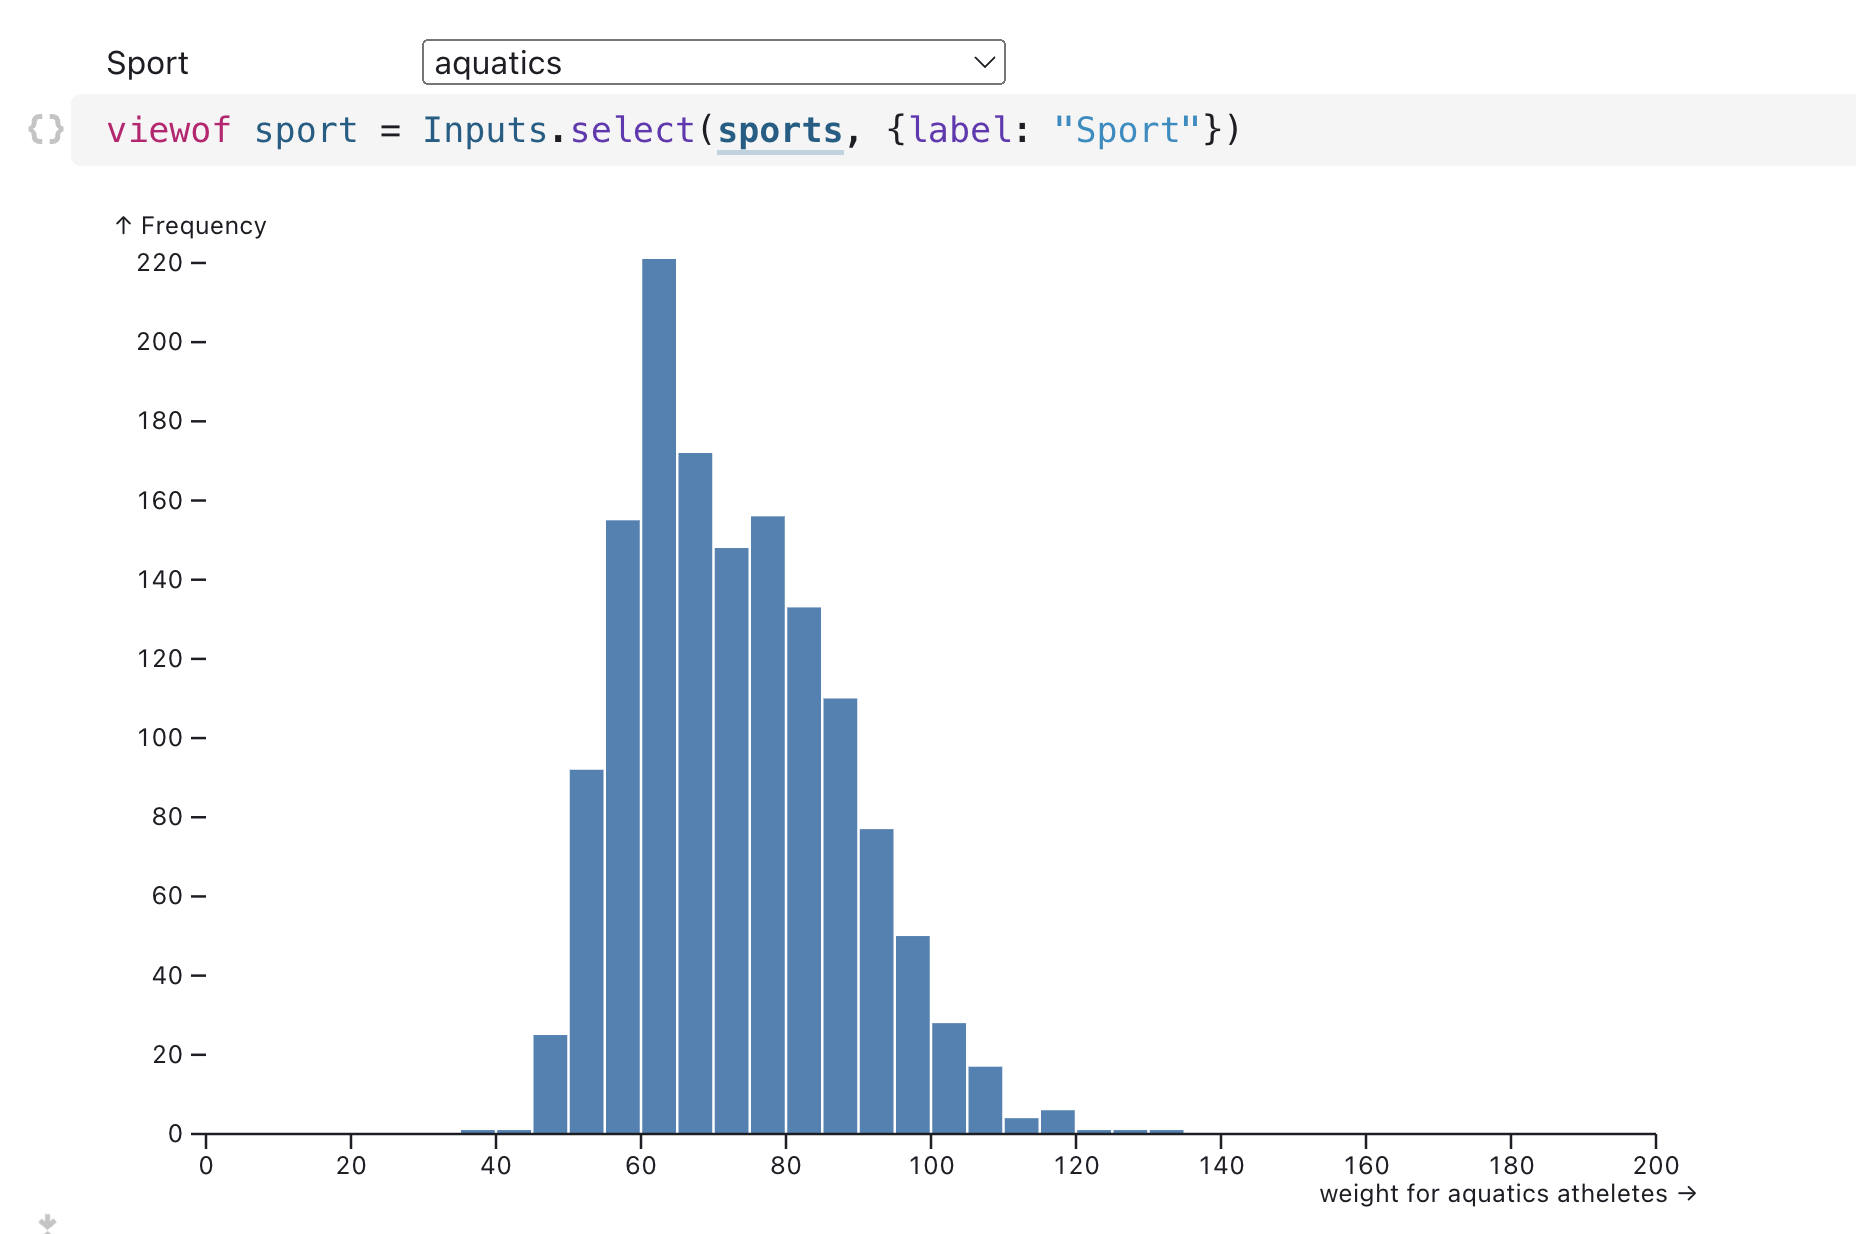 Sport
aquatics
{} viewof sport = Inputs.select(sports, {label: "Sport"})
↑ Frequency
220
200
180
160
140
120
100
80
60
40
20
0
0 20 40 60 80 100 120 140 160 180 200
weight for aquatics atheletes →